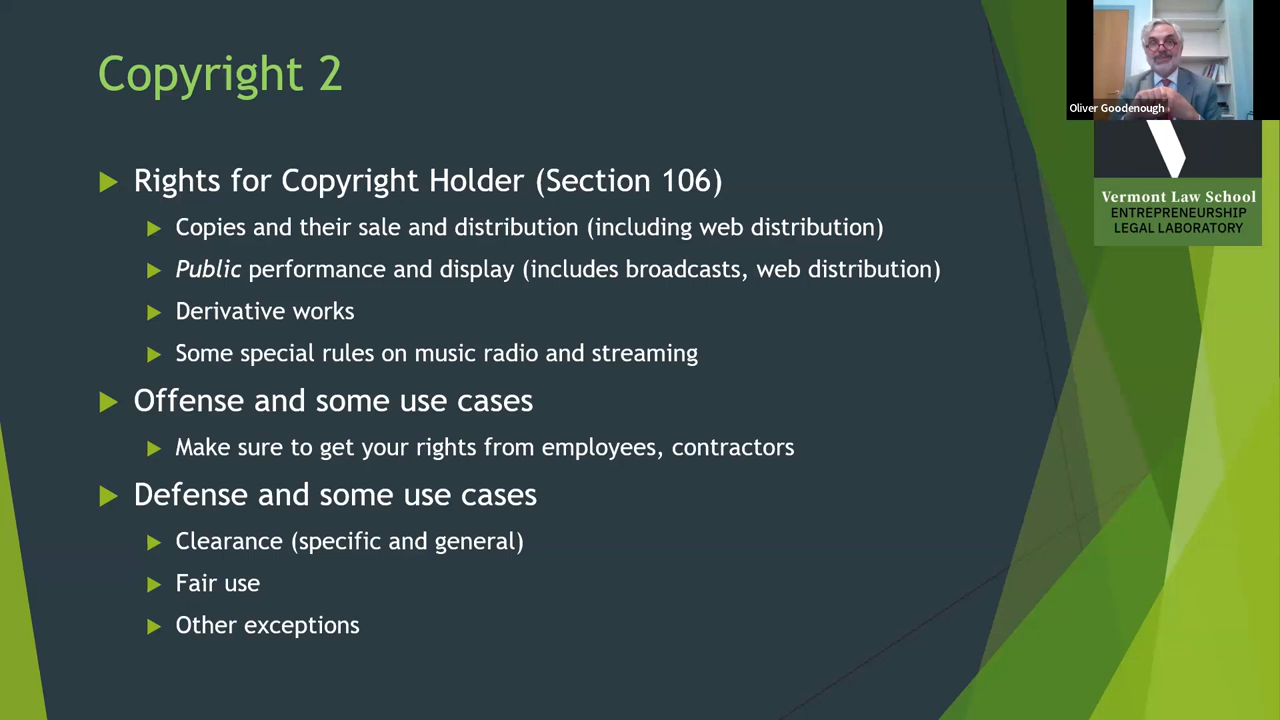 Copyright 2
Rights for Copyright Holder (Section 106)
Copies and their sale and distribution (including web distribution)
Public performance and display (includes broadcasts, web distribution)
Derivative works
Some special rules on music radio and streaming
Offense and some use cases
Make sure to get your rights from employees, contractors
Defense and some use cases
Clearance (specific and general)
Fair use
Other exceptions
Oliver Goodenough
Vermont Law School
ENTREPRENEURSHIP
LEGAL LABORATORY